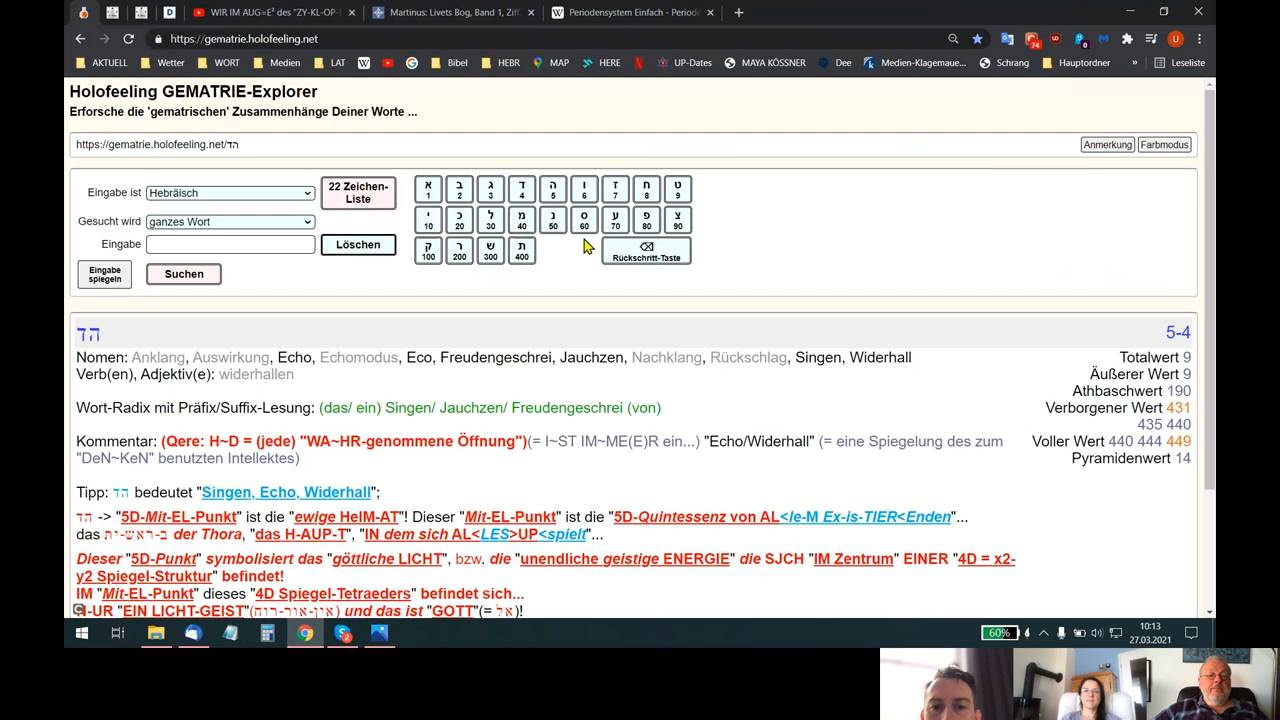 WIR IM AUG=E² des "ZY-KL-OP-
Martinus: Livets Bog, Band 1, Ziff
Periodensystem Einfach - Periode
https://gematrie.holofeeling.net
AKTUELL Wetter WORT Medien LAT Bibel HEBR MAP HERE UP-Dates MAYA KÖSSNER Dee Medien-Klagemaue... Schrang Hauptordner » Leseliste
Holofeeling GEMATRIE-Explorer
Erforsche die 'gematrischen' Zusammenhänge Deiner Worte ...
https://gematrie.holofeeling.net/הד Anmerkung Farbmodus
Eingabe ist Hebräisch 22 Zeichen-Liste
Gesucht wird ganzes Wort
Eingabe Löschen
Eingabe spiegeln Suchen
א ב ג ד ה ו ז ח ט
1 2 3 4 5 6 7 8 9
י כ ל מ נ ס ע פ צ
10 20 30 40 50 60 70 80 90
ק ר ש ת
100 200 300 400 Rückschritt-Taste
הד 5-4
Nomen: Anklang, Auswirkung, Echo, Echomodus, Eco, Freudengeschrei, Jauchzen, Nachklang, Rückschlag, Singen, Widerhall Totalwert 9
Verb(en), Adjektiv(e): widerhallen Äußerer Wert 9
Athbaschwert 190
Wort-Radix mit Präfix/Suffix-Lesung: (das/ ein) Singen/ Jauchzen/ Freudengeschrei (von) Verborgener Wert 431
435 440
Kommentar: (Qere: H~D = (jede) "WA~HR-genommene Öffnung")(= I~ST IM~ME(E)R ein...) "Echo/Widerhall" (= eine Spiegelung des zum Voller Wert 440 444 449
"DeN~KeN" benutzten Intellektes) Pyramidenwert 14
Tipp: הד bedeutet "Singen, Echo, Widerhall";
הד -> "5D-Mit-EL-Punkt" ist die "ewige HeIM-AT"! Dieser "Mit-EL-Punkt" ist die "5D-Quintessenz von AL<le-M Ex-is-TIER<Enden"...
das ב-ראש-ית der Thora, "das H-AUP-T", "IN dem sich AL<LES>UP<spielt"...
Dieser "5D-Punkt" symbolisiert das "göttliche LICHT", bzw. die "unendliche geistige ENERGIE" die SJCH "IM Zentrum" EINER "4D = x2-
y2 Spiegel-Struktur" befindet!
IM "Mit-EL-Punkt" dieses "4D Spiegel-Tetraeders" befindet sich...
-UR "EIN LICHT-GEIST"(אין-אור-רוח) und das ist "GOTT"(= אל)!
60% 10:13
27.03.2021